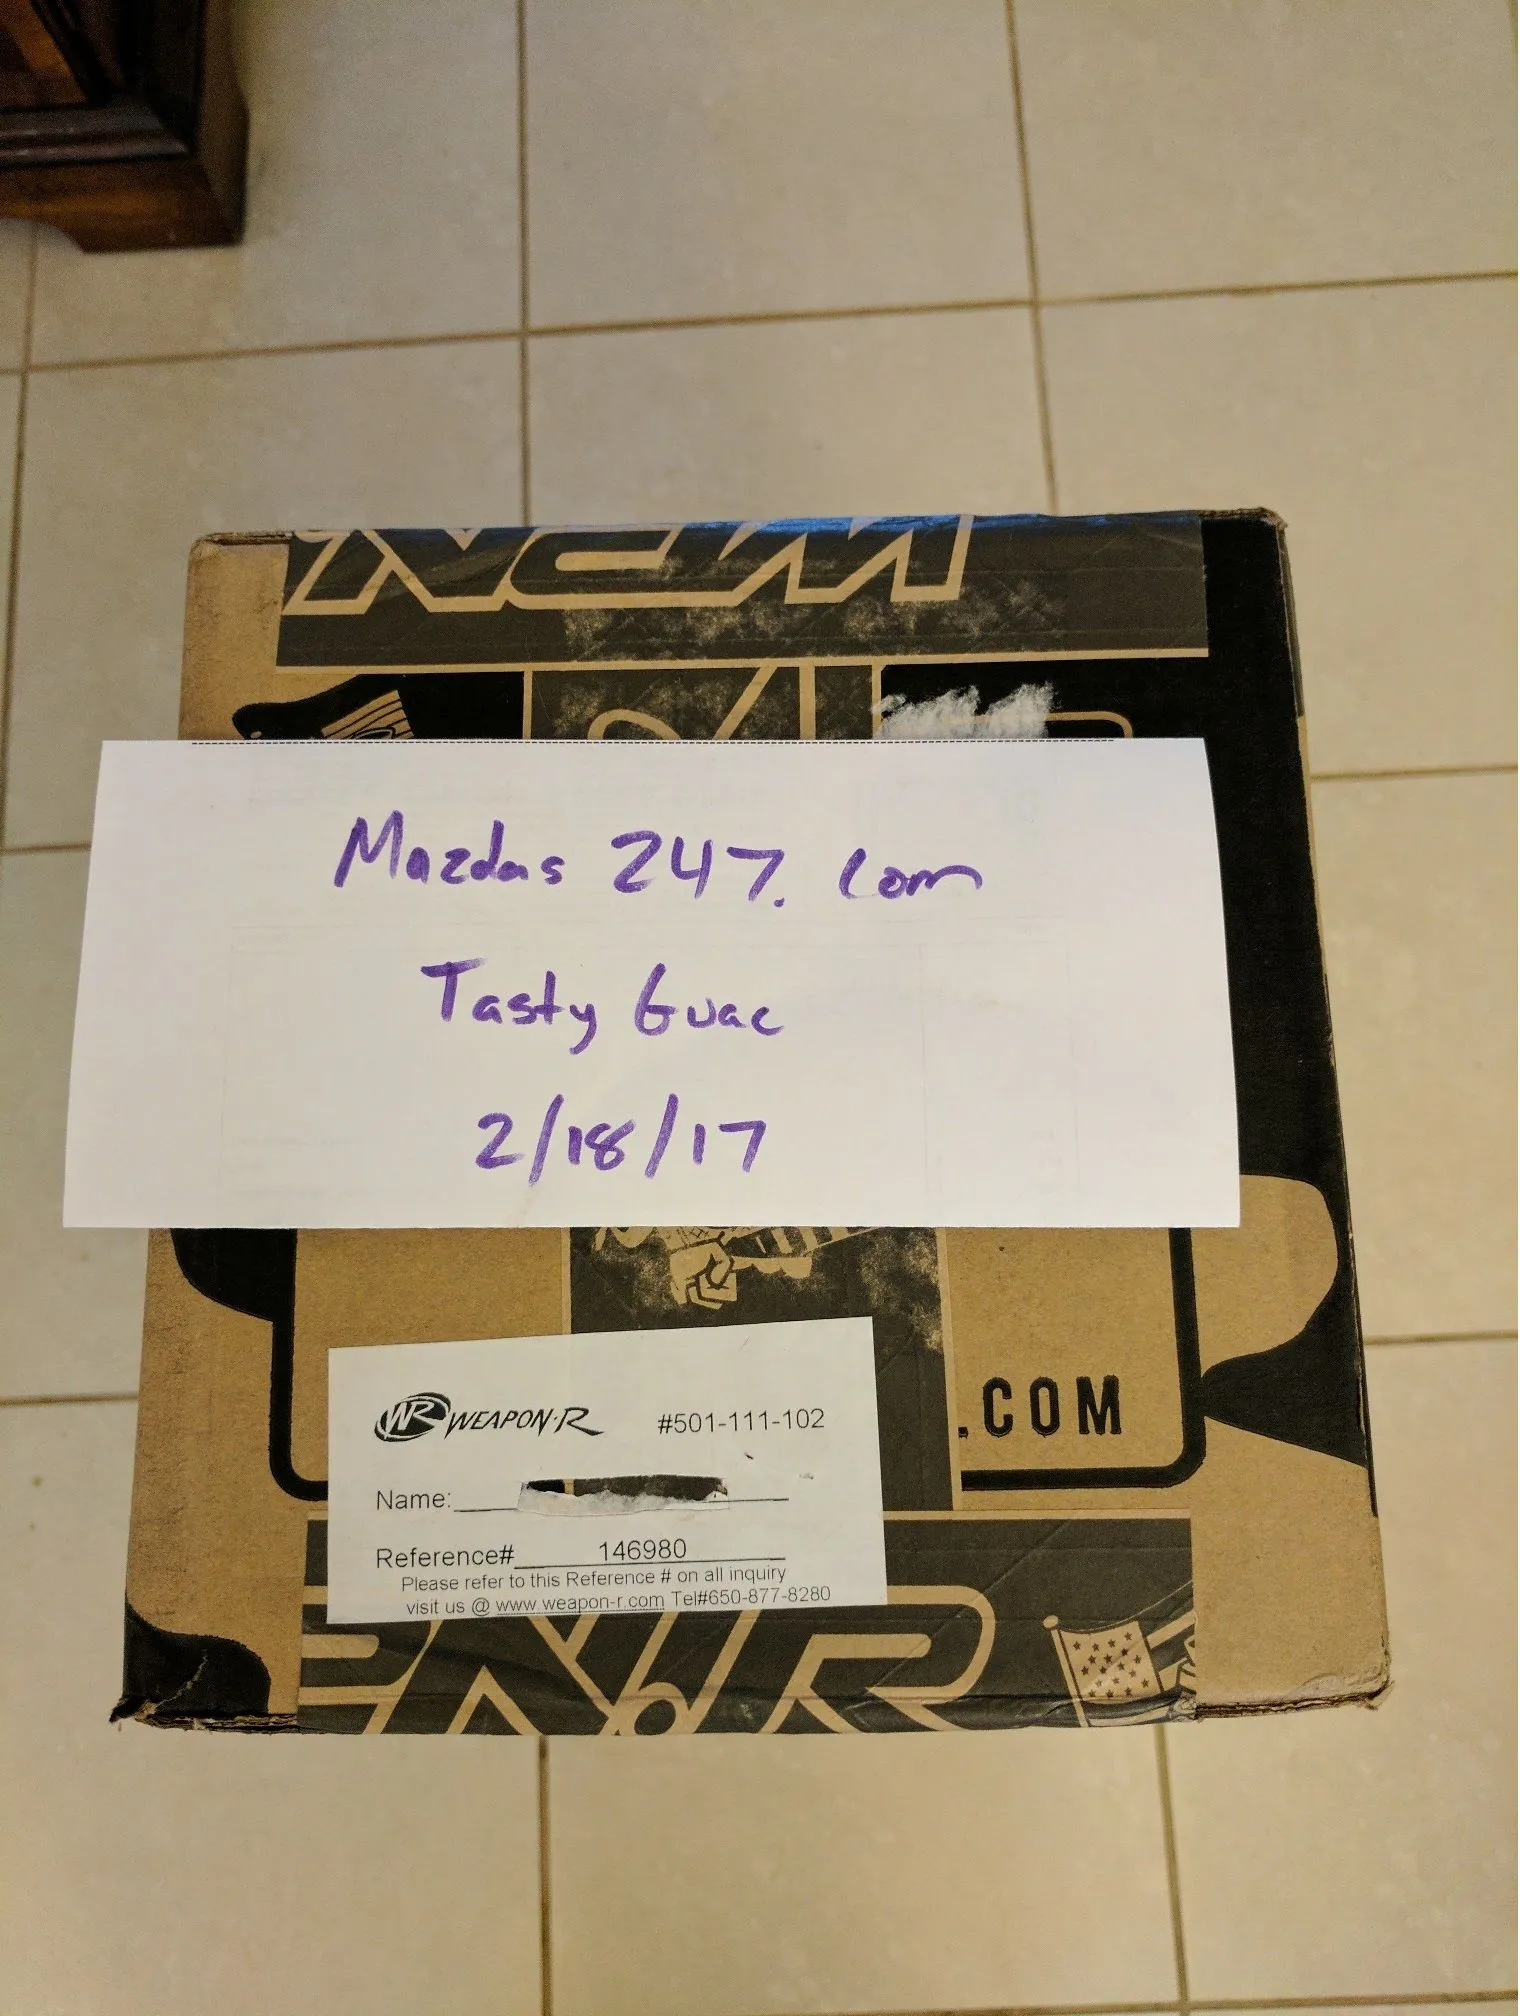 Mazdas 247. Com
Tasty Guac
2/18/17
WR WEAPON·R #501-111-102
Name:
Reference# 146980
Please refer to this Reference # on all inquiry
visit us @ www.weapon-r.com Tel#650-877-8280
.COM